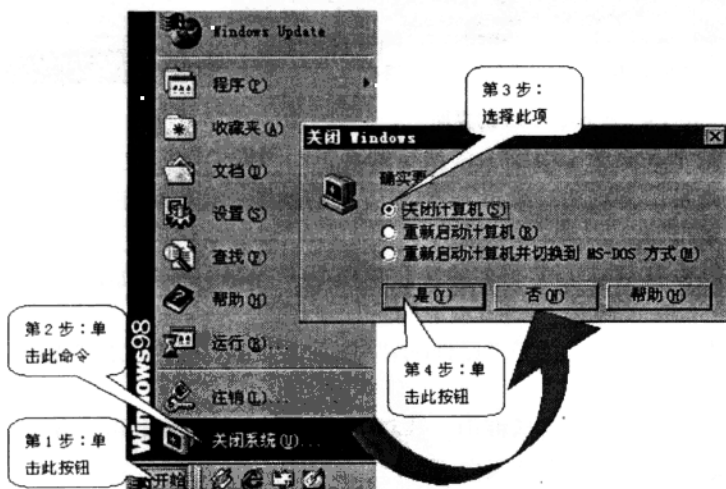 Windows Update
程序(P)
收藏夹(A)
文档(D)
设置(S)
查找(F)
帮助(H)
运行(R)...
注销(L)...
关闭系统(U)...
开始
Windows98
第1步：单
击此按钮
第2步：单
击此命令
第3步：
选择此项
关闭 Windows
确实要
关闭计算机(S)
重新启动计算机(R)
重新启动计算机并切换到 MS-DOS 方式(M)
是(Y)
否(N)
帮助(H)
第4步：单
击此按钮